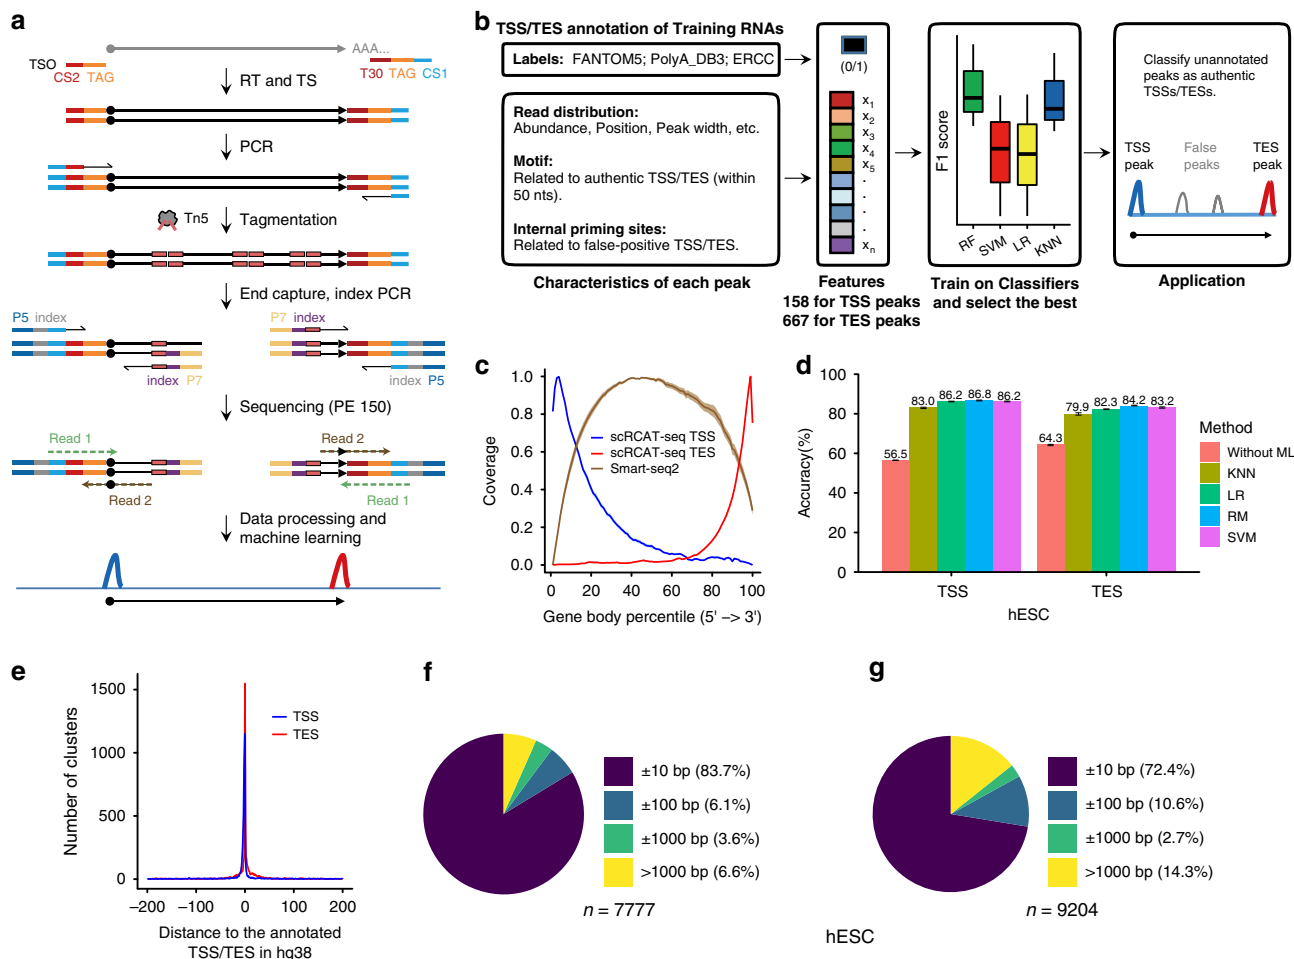 a
AAA...
TSO
CS2 TAG
T30 TAG CS1
RT and TS
PCR
Tn5
Tagmentation
End capture, index PCR
P5 index
P7 index
index P7
index P5
Sequencing (PE 150)
Read 1
Read 2
Read 2
Read 1
Data processing and
machine learning
b
TSS/TES annotation of Training RNAs
Labels: FANTOM5; PolyA_DB3; ERCC
Read distribution:
Abundance, Position, Peak width, etc.
Motif:
Related to authentic TSS/TES (within
50 nts).
Internal priming sites:
Related to false-positive TSS/TES.
Characteristics of each peak
(0/1)
x1
x2
x3
x4
x5
.
.
.
.
xn
Features
158 for TSS peaks
667 for TES peaks
F1 score
RF
SVM
LR
KNN
Train on Classifiers
and select the best
Classify unannotated
peaks as authentic
TSSs/TESs.
TSS
peak
False
peaks
TES
peak
Application
c
Coverage
1.0
0.8
0.6
0.4
0.2
0.0
scRCAT-seq TSS
scRCAT-seq TES
Smart-seq2
0 20 40 60 80 100
Gene body percentile (5' –> 3')
d
Accuracy(%)
100
80
60
40
20
0
56.5
83.0
86.2
86.8
86.2
64.3
79.9
82.3
84.2
83.2
TSS
TES
hESC
Method
Without ML
KNN
LR
RM
SVM
e
Number of clusters
1500
1000
500
0
TSS
TES
−200 −100 0 100 200
Distance to the annotated
TSS/TES in hg38
f
±10 bp (83.7%)
±100 bp (6.1%)
±1000 bp (3.6%)
>1000 bp (6.6%)
n = 7777
g
±10 bp (72.4%)
±100 bp (10.6%)
±1000 bp (2.7%)
>1000 bp (14.3%)
n = 9204
hESC